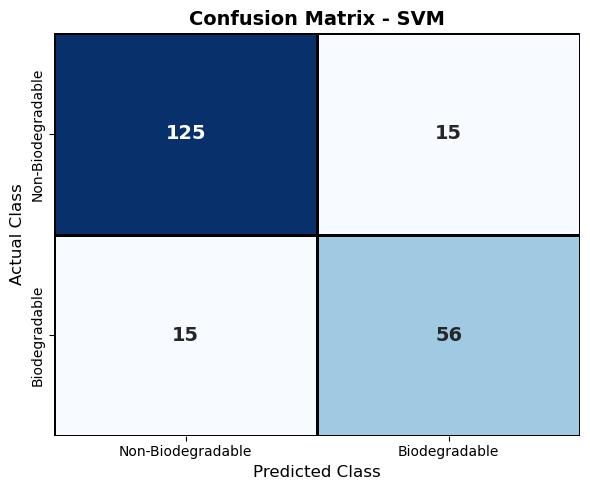 Confusion Matrix - SVM
Actual Class
Non-Biodegradable
125
15
Biodegradable
15
56
Non-Biodegradable
Biodegradable
Predicted Class